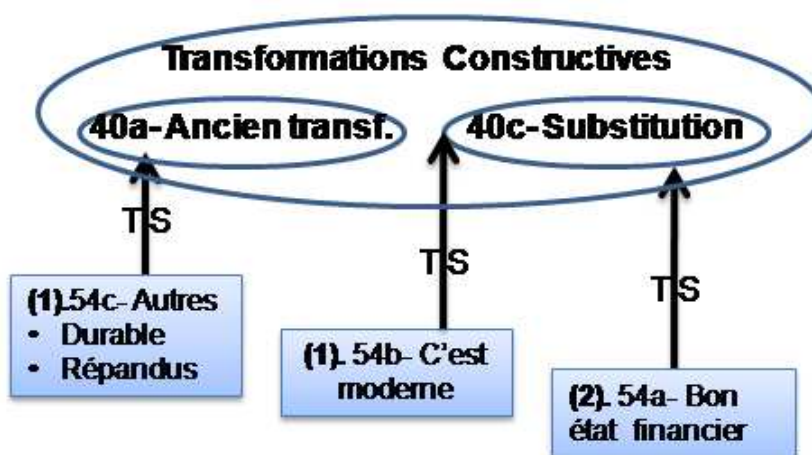 Transformations Constructives
40a-Ancien transf.
40c-Substitution
TS
TS
TS
(1).54c- Autres
• Durable
• Répandus
(1). 54b- C'est
moderne
(2). 54a- Bon
état financier